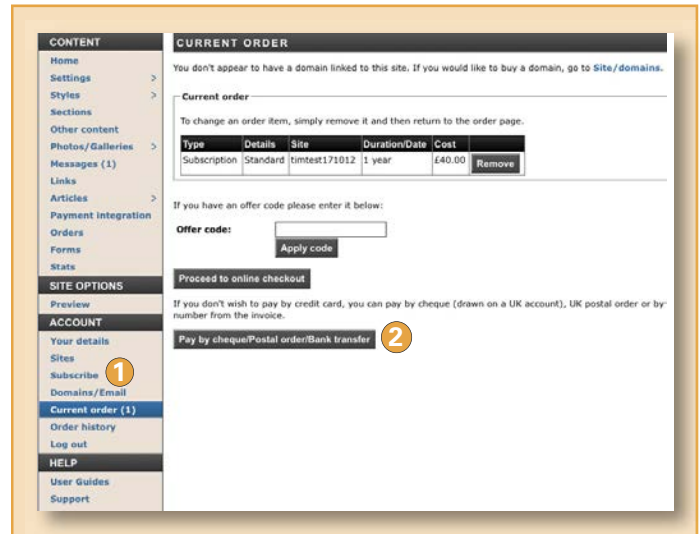 CONTENT
Home
Settings >
Styles >
Sections
Other content
Photos/Galleries >
Messages (1)
Links
Articles >
Payment integration
Orders
Forms
Stats
SITE OPTIONS
Preview
ACCOUNT
Your details
Sites
Subscribe 1
Domains/Email
Current order (1)
Order history
Log out
HELP
User Guides
Support
CURRENT ORDER
You don't appear to have a domain linked to this site. If you would like to buy a domain, go to Site/domains.
Current order
To change an order item, simply remove it and then return to the order page.
Type Details Site Duration/Date Cost
Subscription Standard timtest171012 1 year £40.00 Remove
If you have an offer code please enter it below:
Offer code:
Apply code
Proceed to online checkout
If you don't wish to pay by credit card, you can pay by cheque (drawn on a UK account), UK postal order or by
number from the invoice.
Pay by cheque/Postal order/Bank transfer 2